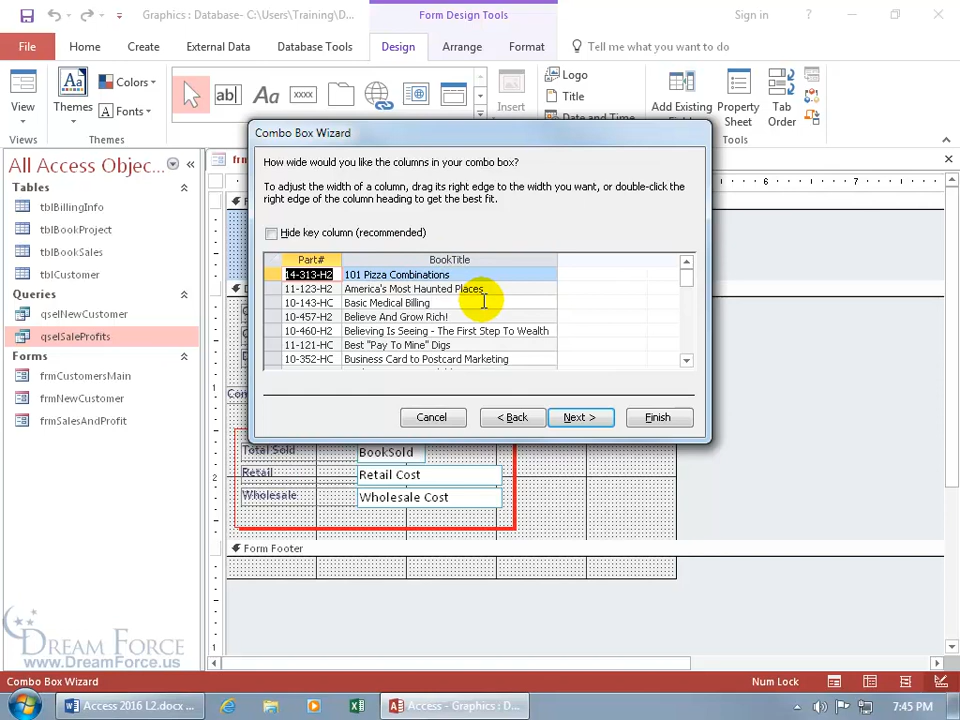 Graphics : Database- C:\Users\Training\D...
Form Design Tools
Sign in
File
Home
Create
External Data
Database Tools
Design
Arrange
Format
Tell me what you want to do
View
Themes
Colors
Fonts
ab|
Aa
xxxx
Insert
Logo
Title
Date and Time
Add Existing
Property
Sheet
Tab
Order
Views
Themes
Tools
All Access Objec...
Tables
tblBillingInfo
tblBookProject
tblBookSales
tblCustomer
Queries
qselNewCustomer
qselSaleProfits
Forms
frmCustomersMain
frmNewCustomer
frmSalesAndProfit
Combo Box Wizard
How wide would you like the columns in your combo box?
To adjust the width of a column, drag its right edge to the width you want, or double-click the
right edge of the column heading to get the best fit.
Hide key column (recommended)
Part# BookTitle
14-313-H2 101 Pizza Combinations
11-123-H2 America's Most Haunted Places
10-143-HC Basic Medical Billing
10-457-H2 Believe And Grow Rich!
10-460-H2 Believing Is Seeing - The First Step To Wealth
11-121-HC Best "Pay To Mine" Digs
10-352-HC Business Card to Postcard Marketing
Cancel
< Back
Next >
Finish
6
7
1
2
Total Sold BookSold
Retail Retail Cost
Wholesale Wholesale Cost
Form Footer
DREAM FORCE
www.DreamForce.us
Combo Box Wizard
Num Lock
Access 2016 L2.docx ...
Access - Graphics : D...
7:45 PM